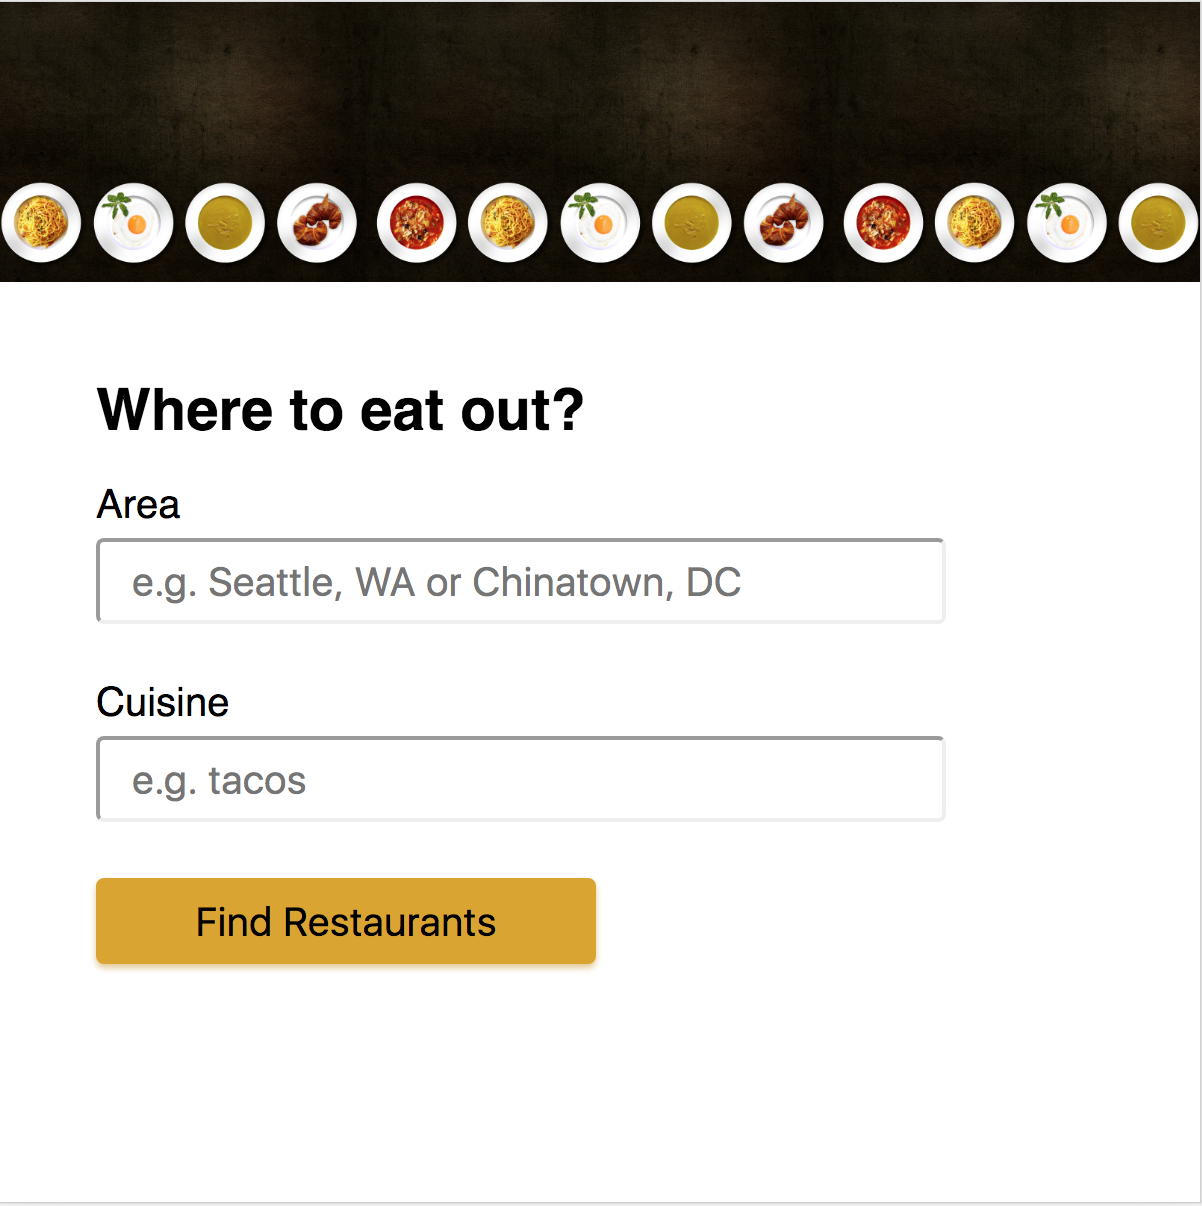 Where to eat out?
Area
e.g. Seattle, WA or Chinatown, DC
Cuisine
e.g. tacos
Find Restaurants